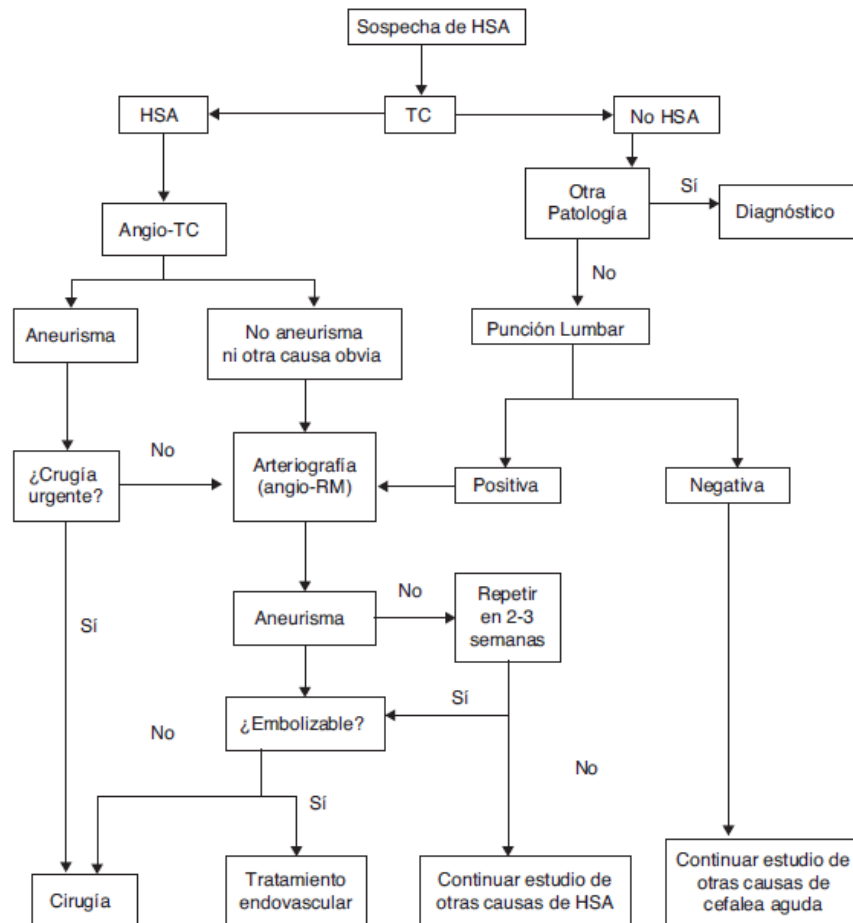 Sospecha de HSA
HSA
TC
No HSA
Otra
Patología
Sí
Diagnóstico
Angio-TC
No
Aneurisma
No aneurisma
ni otra causa obvia
Punción Lumbar
¿Crugía
urgente?
No
Arteriografía
(angio-RM)
Positiva
Negativa
Sí
Aneurisma
No
Repetir
en 2-3
semanas
No
¿Embolizable?
Sí
No
Sí
Cirugía
Tratamiento
endovascular
Continuar estudio de
otras causas de HSA
Continuar estudio de
otras causas de
cefalea aguda